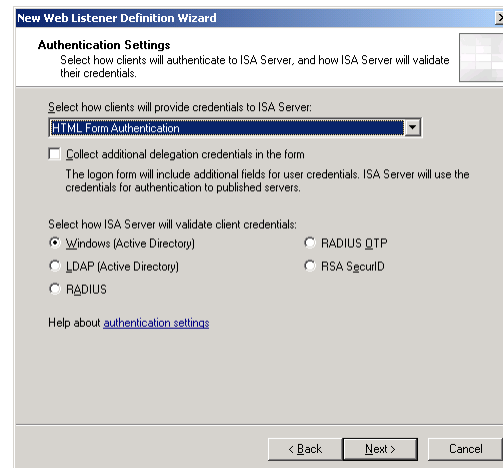 New Web Listener Definition Wizard
Authentication Settings
Select how clients will authenticate to ISA Server, and how ISA Server will validate
their credentials.
Select how clients will provide credentials to ISA Server:
HTML Form Authentication
Collect additional delegation credentials in the form
The logon form will include additional fields for user credentials. ISA Server will use the
credentials for authentication to published servers.
Select how ISA Server will validate client credentials:
Windows (Active Directory)
RADIUS OTP
LDAP (Active Directory)
RSA SecurID
RADIUS
Help about authentication settings
< Back
Next >
Cancel